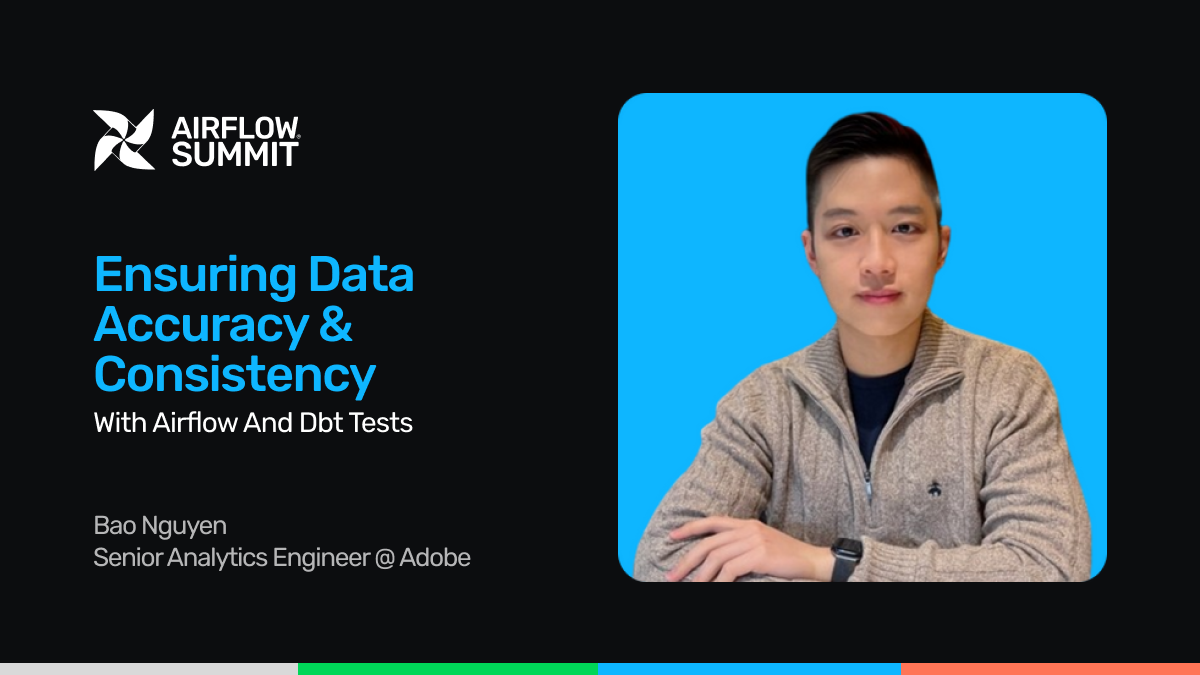 AIRFLOW
SUMMIT
Ensuring Data
Accuracy &
Consistency
With Airflow And Dbt Tests
Bao Nguyen
Senior Analytics Engineer @ Adobe